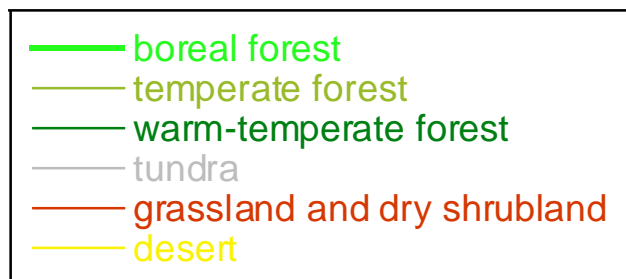 boreal forest
temperate forest
warm-temperate forest
tundra
grassland and dry shrubland
desert